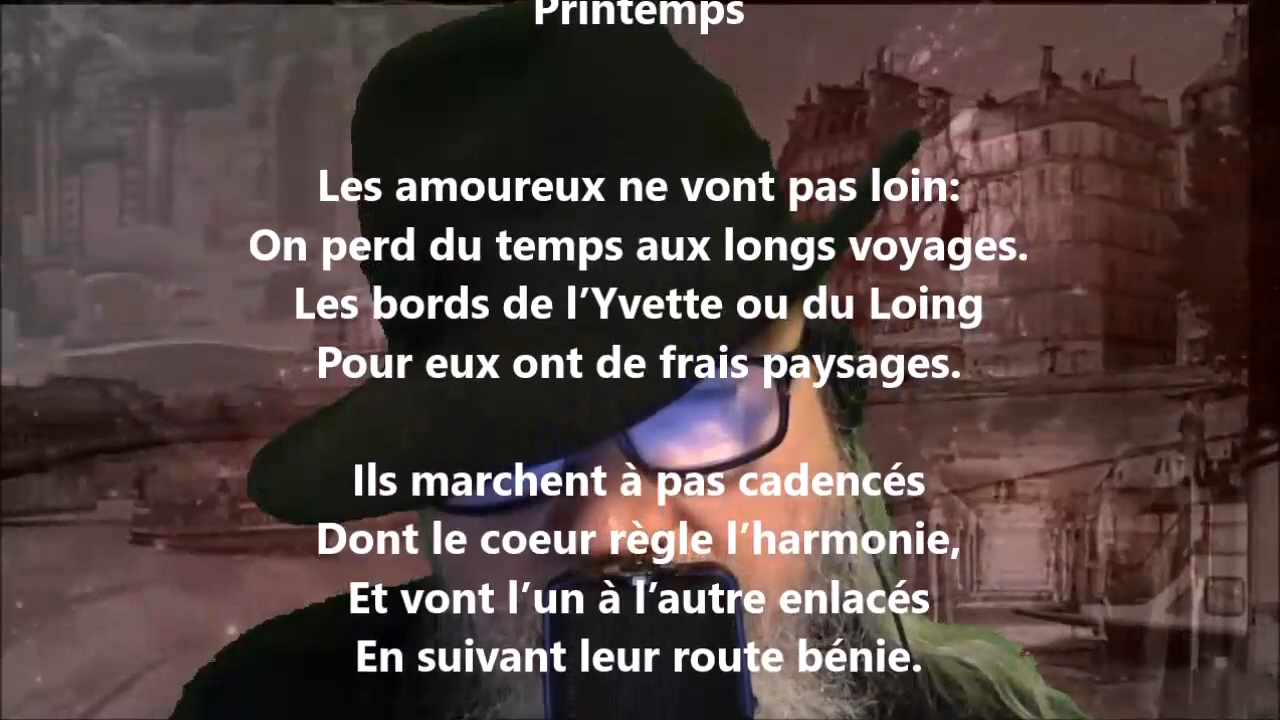 Printemps
Les amoureux ne vont pas loin:
On perd du temps aux longs voyages.
Les bords de l’Yvette ou du Loing
Pour eux ont de frais paysages.
Ils marchent à pas cadencés
Dont le coeur règle l’harmonie,
Et vont l’un à l’autre enlacés
En suivant leur route bénie.